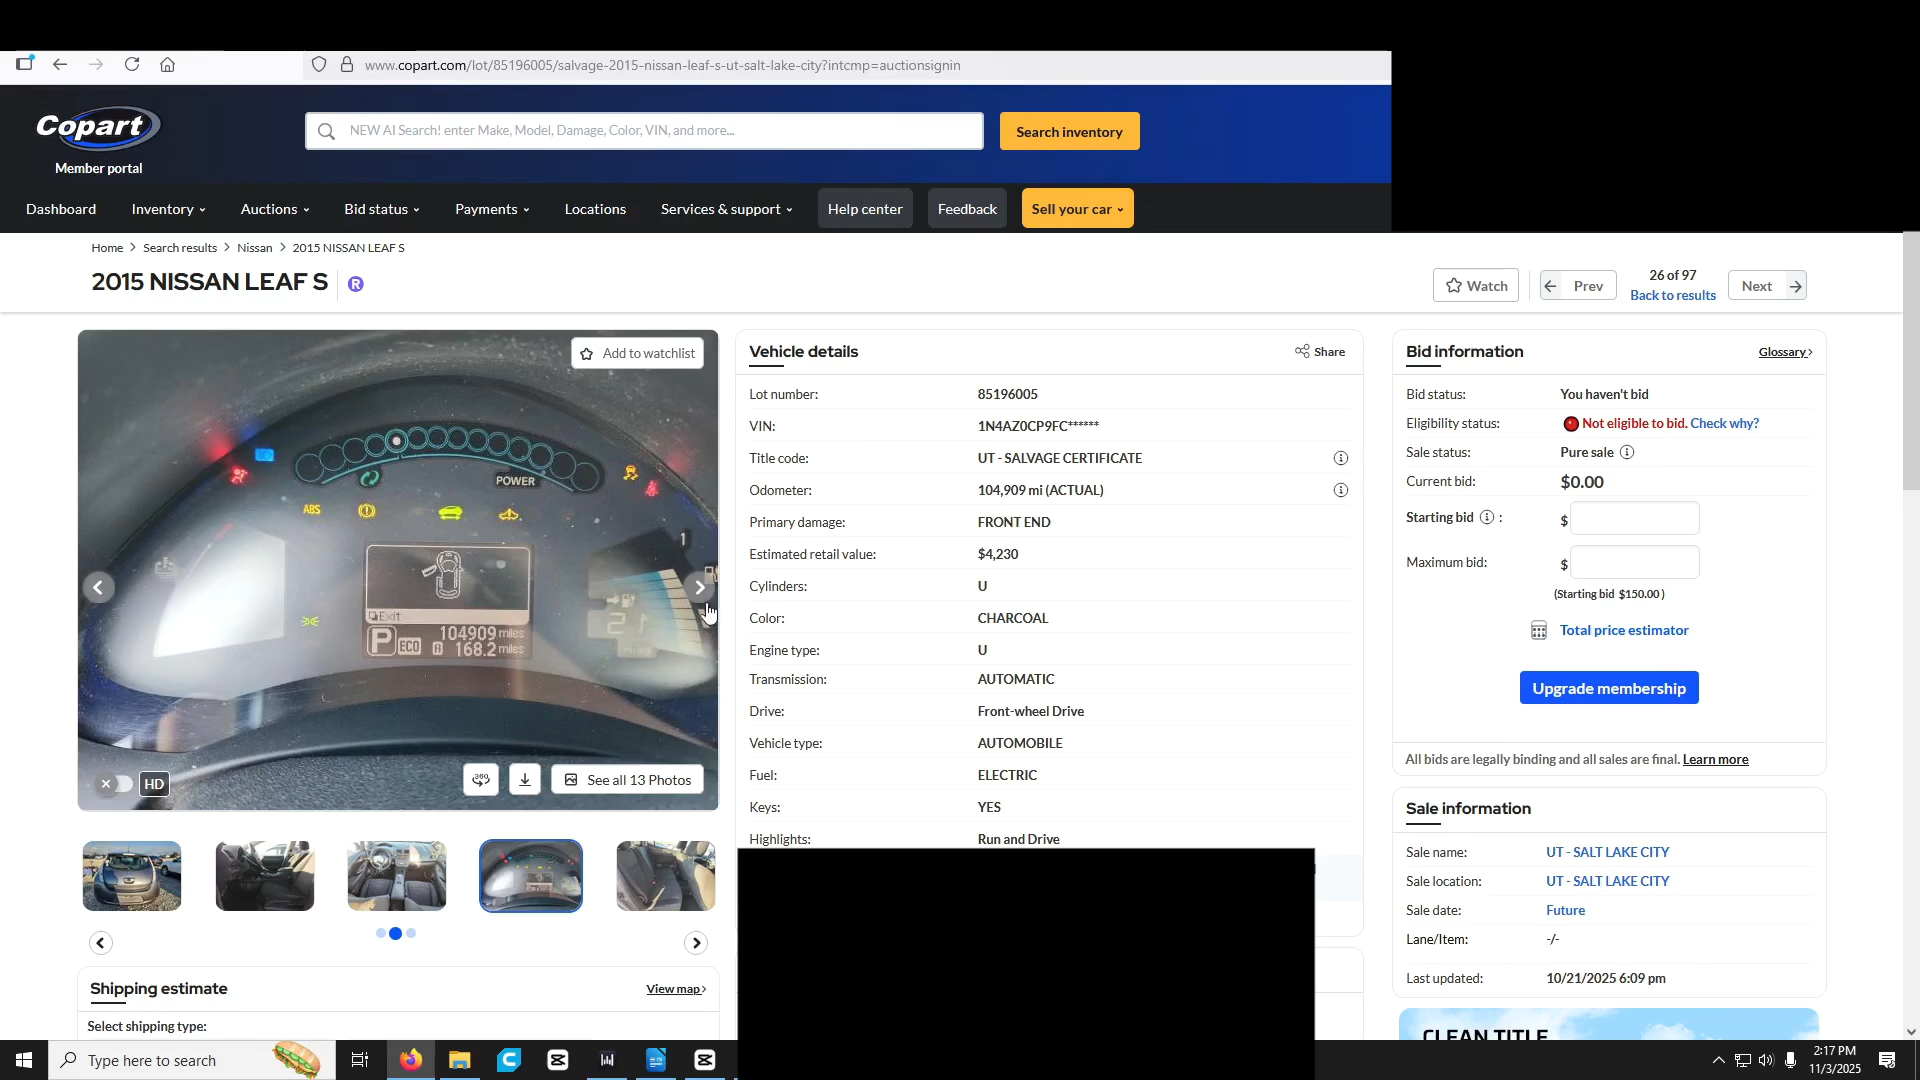 www.copart.com/lot/85196005/salvage-2015-nissan-leaf-s-ut-salt-lake-city?intcmp=auctionsignin
Copart
Member portal
NEW AI Search! enter Make, Model, Damage, Color, VIN, and more...
Search inventory
Dashboard
Inventory
Auctions
Bid status
Payments
Locations
Services & support
Help center
Feedback
Sell your car
Home > Search results > Nissan > 2015 NISSAN LEAF S
2015 NISSAN LEAF S
R
Watch
Prev
26 of 97
Back to results
Next
Add to watchlist
POWER
ABS
1
Exit
P ECO
104909 miles
A 168.2 miles
21
miles
HD
360
See all 13 Photos
Shipping estimate
View map>
Select shipping type:
Vehicle details
Share
Lot number: 85196005
VIN: 1N4AZ0CP9FC******
Title code: UT - SALVAGE CERTIFICATE
Odometer: 104,909 mi (ACTUAL)
Primary damage: FRONT END
Estimated retail value: $4,230
Cylinders: U
Color: CHARCOAL
Engine type: U
Transmission: AUTOMATIC
Drive: Front-wheel Drive
Vehicle type: AUTOMOBILE
Fuel: ELECTRIC
Keys: YES
Highlights: Run and Drive
Bid information
Glossary>
Bid status: You haven't bid
Eligibility status: Not eligible to bid. Check why?
Sale status: Pure sale
Current bid: $0.00
Starting bid : $
Maximum bid: $
(Starting bid $150.00 )
Total price estimator
Upgrade membership
All bids are legally binding and all sales are final. Learn more
Sale information
Sale name: UT - SALT LAKE CITY
Sale location: UT - SALT LAKE CITY
Sale date: Future
Lane/Item: -/-
Last updated: 10/21/2025 6:09 pm
CLEAN TITLE
Type here to search
2:17 PM
11/3/2025